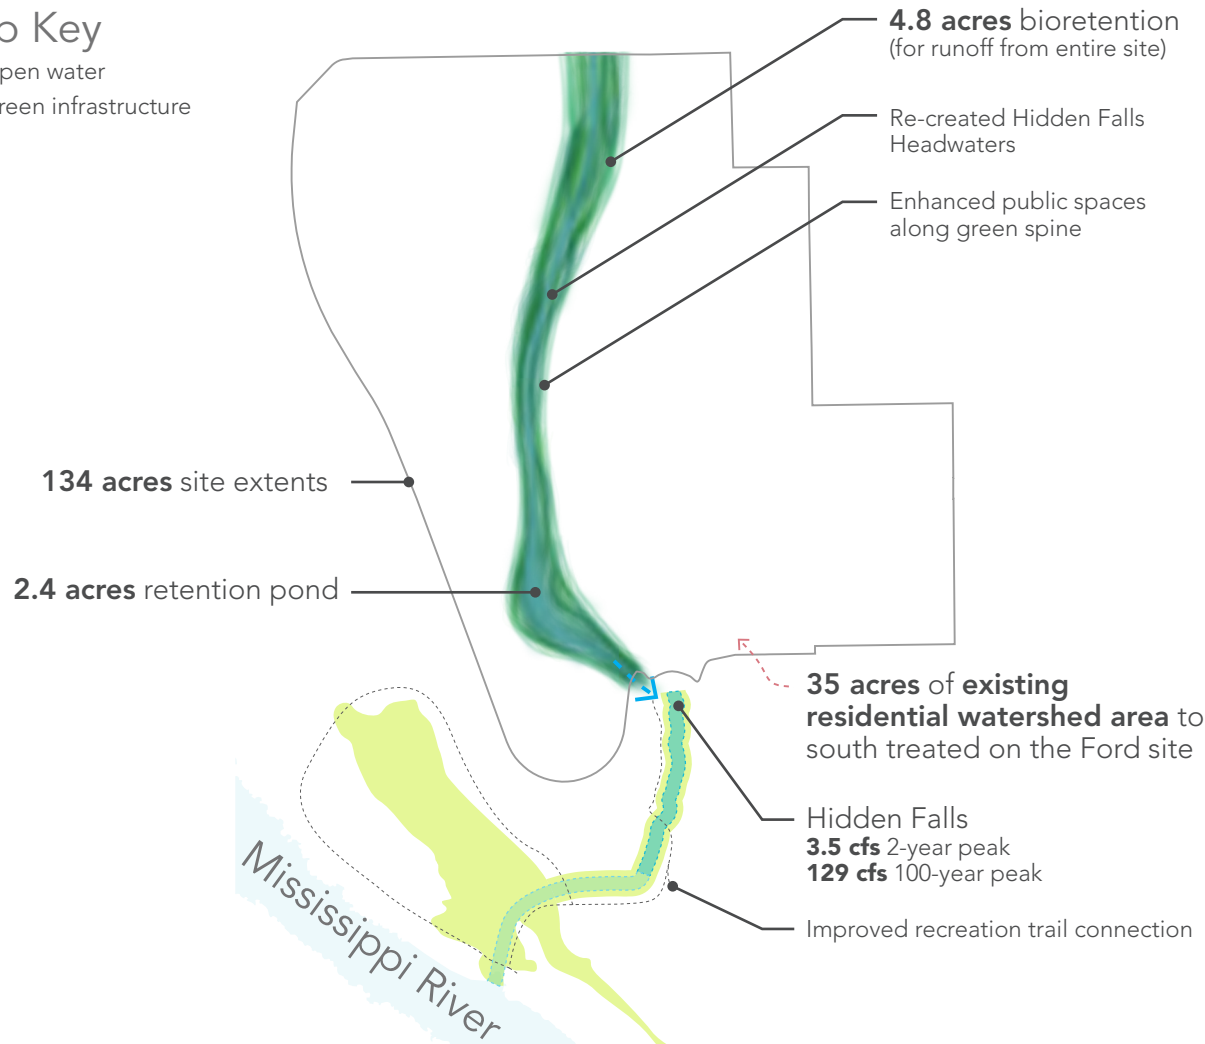 p Key
pen water
reen infrastructure
4.8 acres bioretention
(for runoff from entire site)
Re-created Hidden Falls
Headwaters
Enhanced public spaces
along green spine
134 acres site extents
2.4 acres retention pond
35 acres of existing
residential watershed area to
south treated on the Ford site
Hidden Falls
3.5 cfs 2-year peak
129 cfs 100-year peak
Improved recreation trail connection
Mississippi River